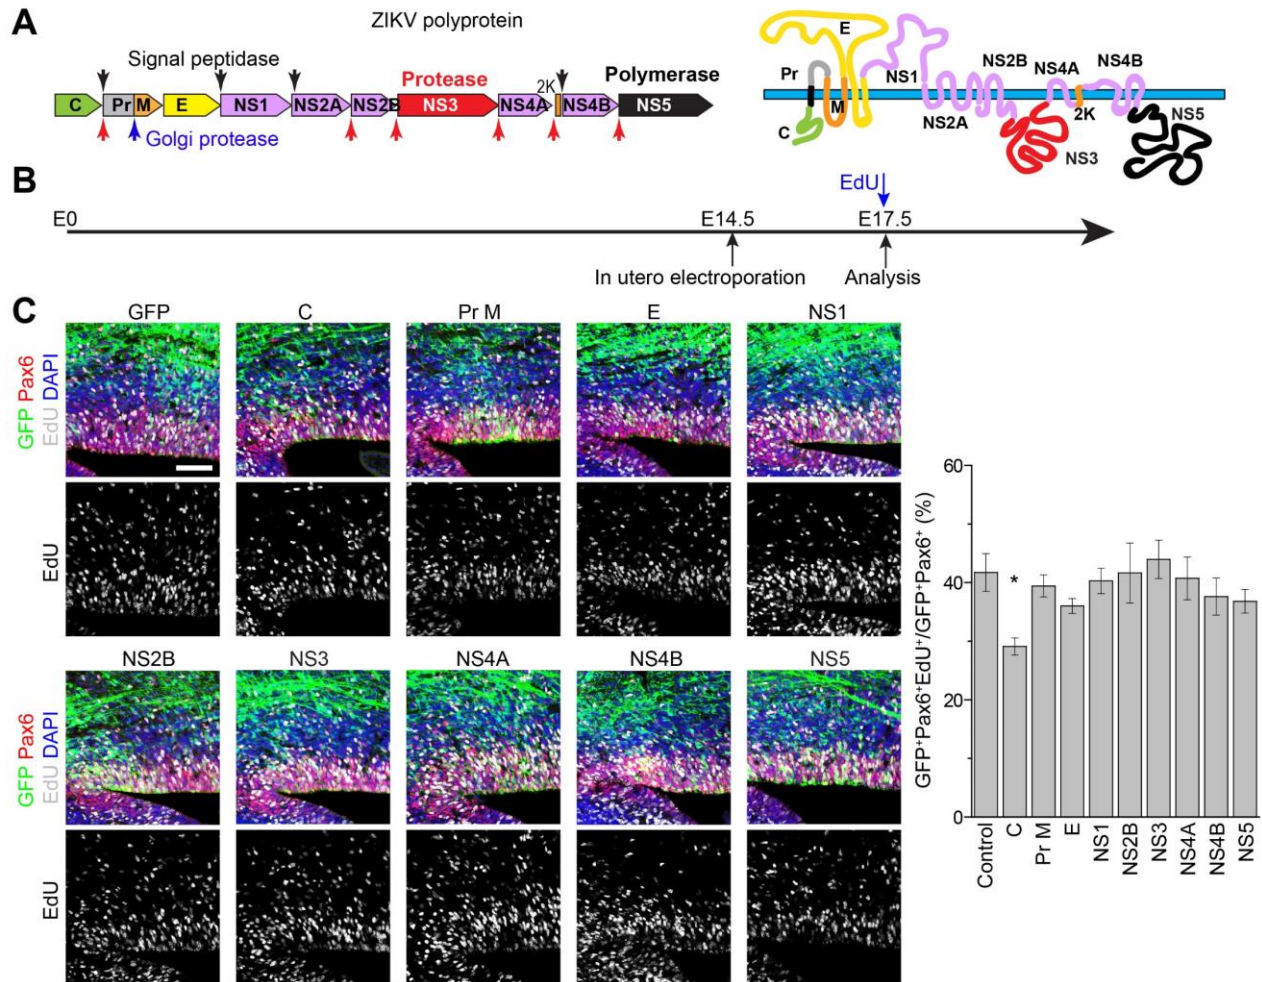 A
ZIKV polyprotein
Signal peptidase
Protease
2K
Polymerase
C Pr M E NS1 NS2A NS2B NS3 NS4A NS4B NS5
Golgi protease
E
Pr
M
C
NS1
NS2A
NS2B
NS4A
NS4B
2K
NS3
NS5
B
EdU
E0 E14.5 E17.5
In utero electroporation Analysis
C
GFP C Pr M E NS1
GFP Pax6
EdU DAPI
EdU
NS2B NS3 NS4A NS4B NS5
GFP Pax6
EdU DAPI
EdU
GFP⁺Pax6⁺EdU⁺/GFP⁺Pax6⁺ (%)
60
40
20
0
*
Control C Pr M E NS1 NS2B NS3 NS4A NS4B NS5